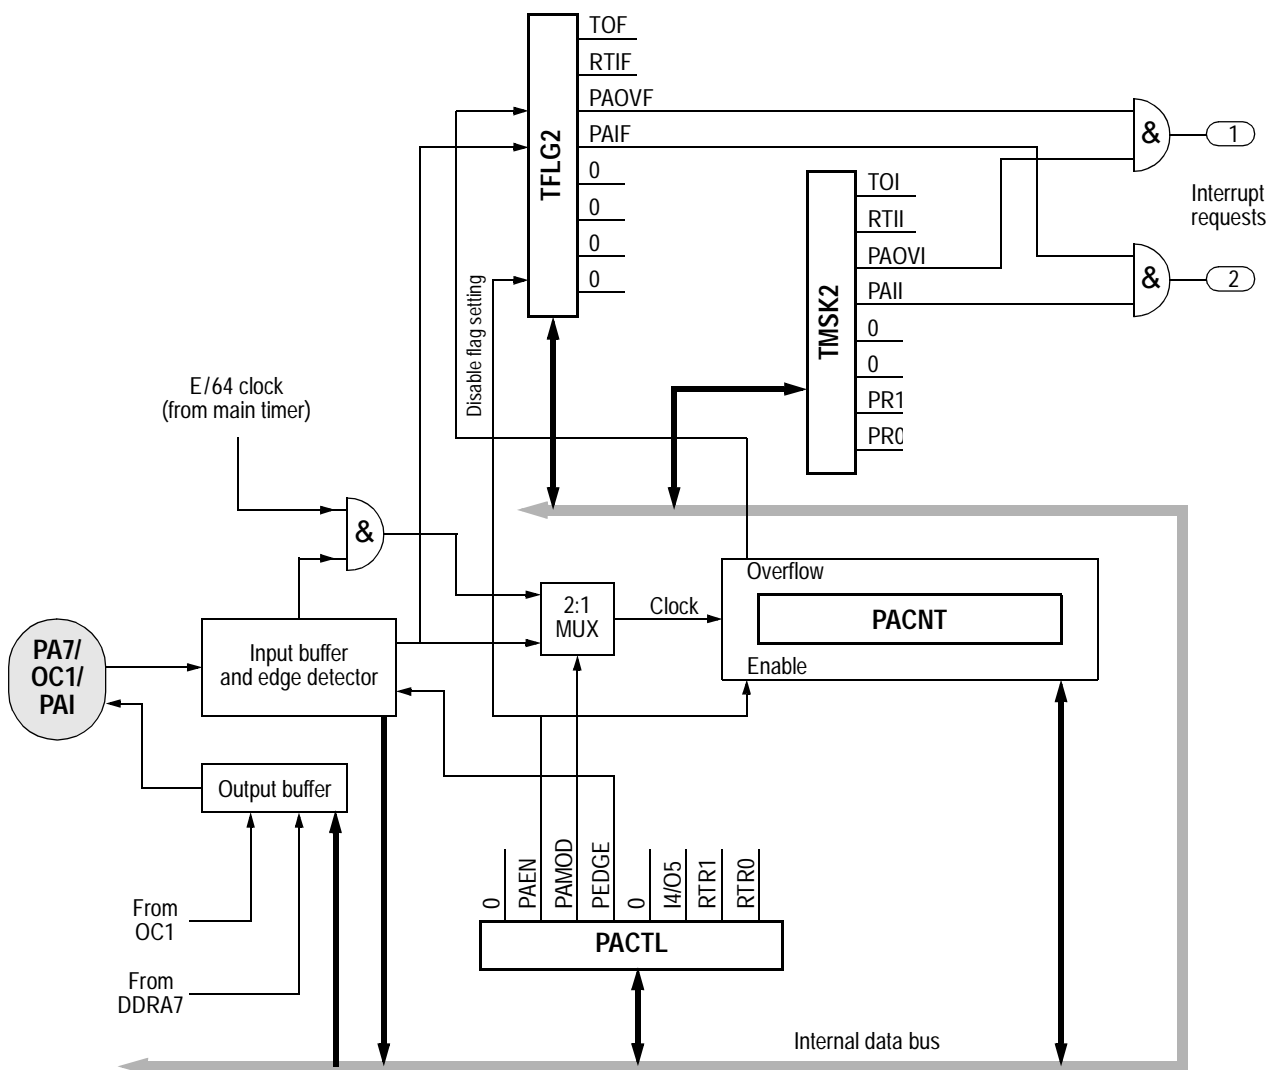 TOF
RTIF
PAOVF
PAIF
0
0
0
0
TFLG2
&
1
Interrupt
requests
TOI
RTII
PAOVI
PAII
0
0
PR1
PR0
TMSK2
&
2
Disable flag setting
E/64 clock
(from main timer)
&
2:1
MUX
Clock
Overflow
PACNT
Enable
PA7/
OC1/
PAI
Input buffer
and edge detector
Output buffer
From
OC1
From
DDRA7
0
PAEN
PAMOD
PEDGE
0
I4/O5
RTR1
RTR0
PACTL
Internal data bus